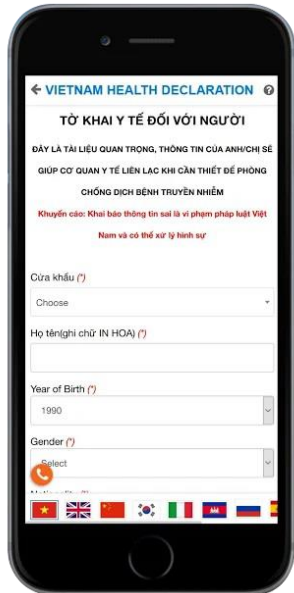 VIETNAM HEALTH DECLARATION
TỜ KHAI Y TẾ ĐỐI VỚI NGƯỜI
ĐÂY LÀ TÀI LIỆU QUAN TRỌNG, THÔNG TIN CỦA ANH/CHỊ SẼ
GIÚP CƠ QUAN Y TẾ LIÊN LẠC KHI CẦN THIẾT ĐỂ PHÒNG
CHỐNG DỊCH BỆNH TRUYỀN NHIỄM
Khuyến cáo: Khai báo thông tin sai là vi phạm pháp luật Việt
Nam và có thể xử lý hình sự
Cửa khẩu (*)
Choose
Họ tên(ghi chữ IN HOA) (*)
Year of Birth (*)
1990
Gender (*)
Select